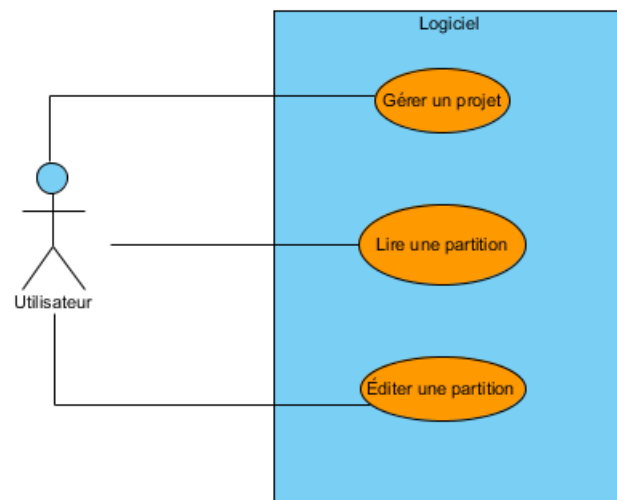 Logiciel
Gérer un projet
Lire une partition
Utilisateur
Éditer une partition